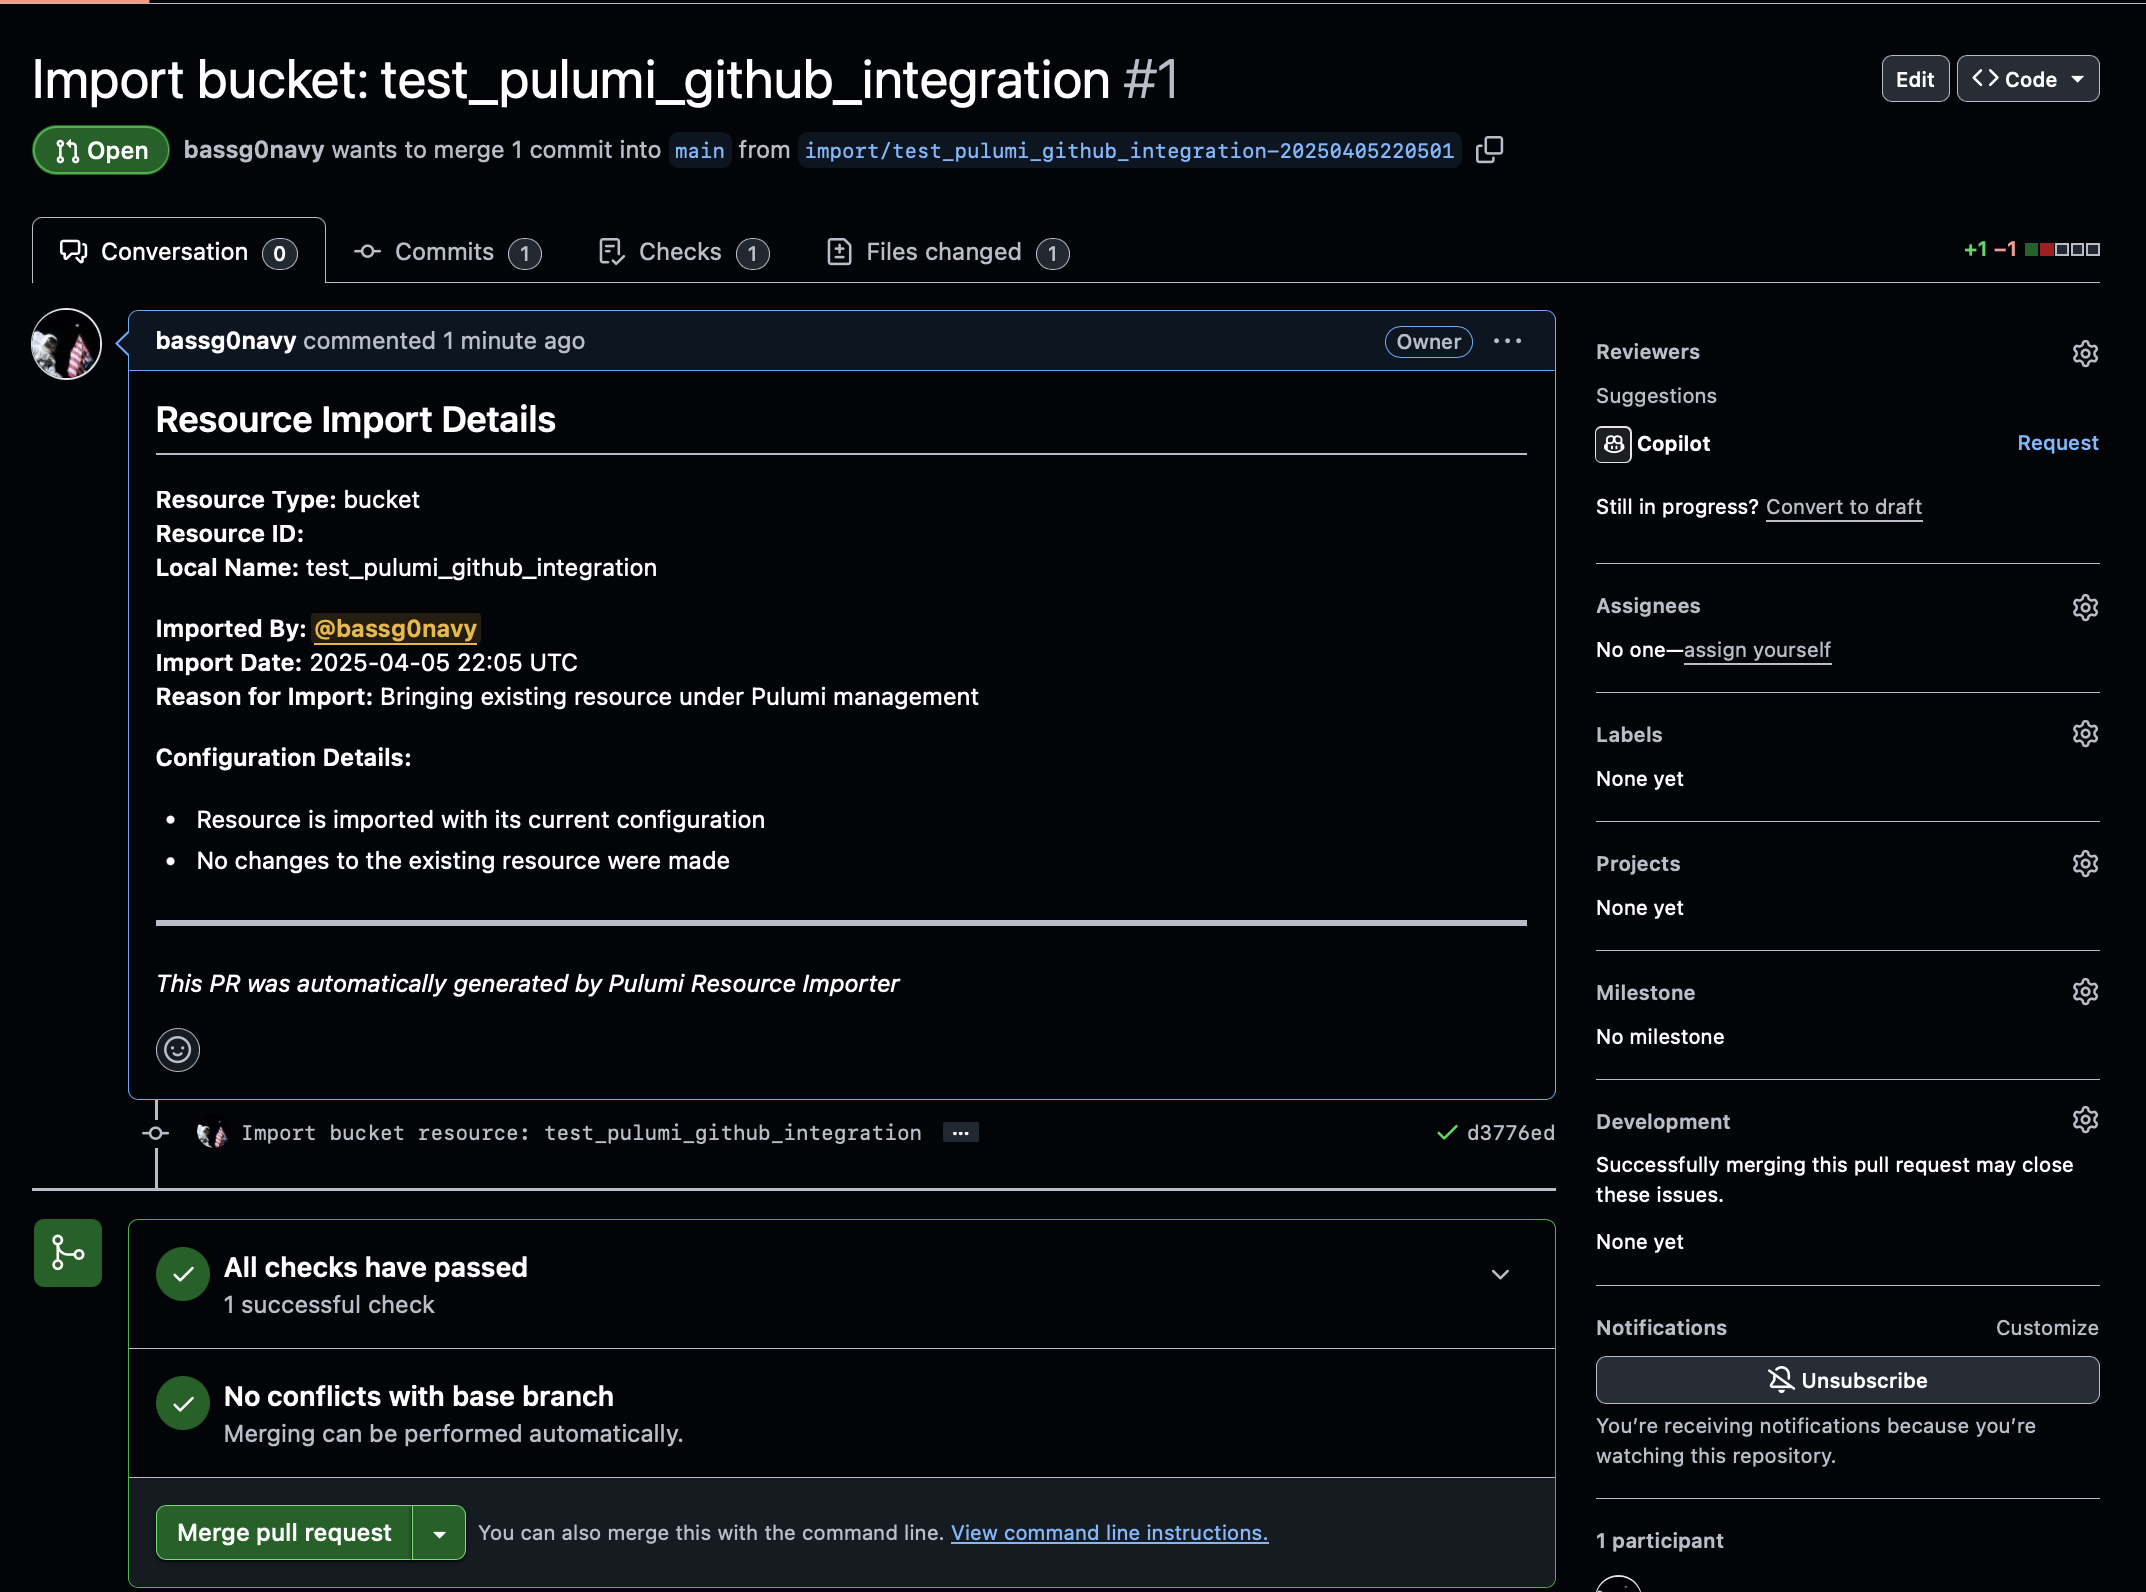 Import bucket: test_pulumi_github_integration #1
Edit
Code
Open
bassg0navy wants to merge 1 commit into main from import/test_pulumi_github_integration-20250405220501
Conversation 0
Commits 1
Checks 1
Files changed 1
+1 −1
bassg0navy commented 1 minute ago
Owner
Resource Import Details
Resource Type: bucket
Resource ID:
Local Name: test_pulumi_github_integration
Imported By: @bassg0navy
Import Date: 2025-04-05 22:05 UTC
Reason for Import: Bringing existing resource under Pulumi management
Configuration Details:
• Resource is imported with its current configuration
• No changes to the existing resource were made
This PR was automatically generated by Pulumi Resource Importer
Import bucket resource: test_pulumi_github_integration
d3776ed
All checks have passed
1 successful check
No conflicts with base branch
Merging can be performed automatically.
Merge pull request
You can also merge this with the command line. View command line instructions.
Reviewers
Suggestions
Copilot
Request
Still in progress? Convert to draft
Assignees
No one—assign yourself
Labels
None yet
Projects
None yet
Milestone
No milestone
Development
Successfully merging this pull request may close
these issues.
None yet
Notifications
Customize
Unsubscribe
You're receiving notifications because you're
watching this repository.
1 participant